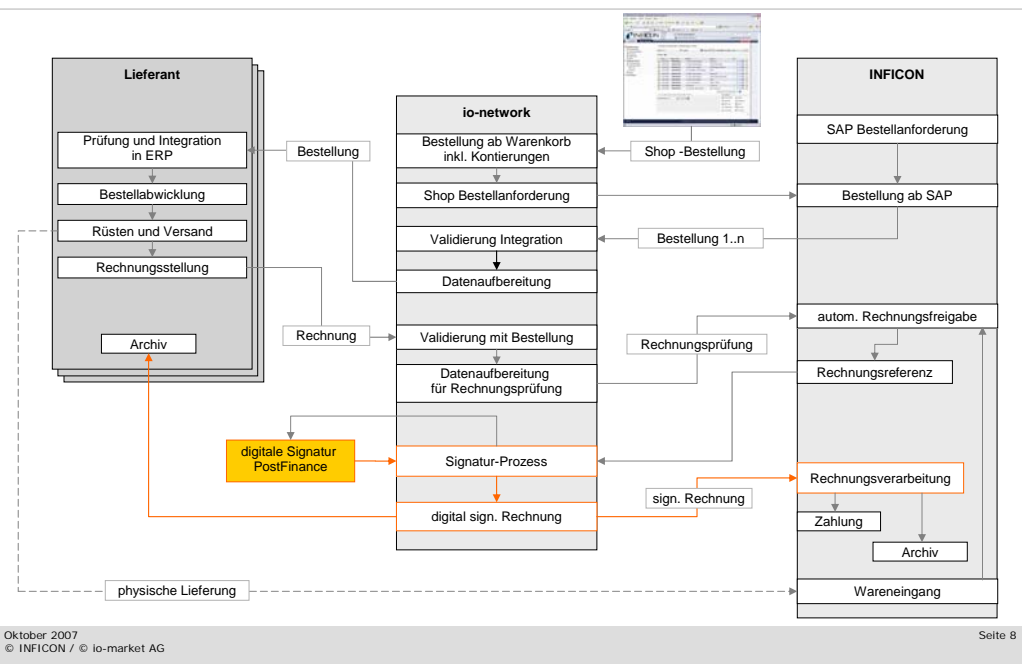 INFICON
Lieferant
INFICON
io-network
SAP Bestellanforderung
Prüfung und Integration
in ERP
Bestellung
Bestellung ab Warenkorb
inkl. Kontierungen
Shop -Bestellung
Bestellabwicklung
Shop Bestellanforderung
Bestellung ab SAP
Rüsten und Versand
Validierung Integration
Bestellung 1..n
Rechnungsstellung
Datenaufbereitung
autom. Rechnungsfreigabe
Rechnung
Validierung mit Bestellung
Rechnungsprüfung
Archiv
Datenaufbereitung
für Rechnungsprüfung
Rechnungsreferenz
digitale Signatur
PostFinance
Signatur-Prozess
Rechnungsverarbeitung
sign. Rechnung
digital sign. Rechnung
Zahlung
Archiv
physische Lieferung
Wareneingang
Oktober 2007
© INFICON / © io-market AG
Seite 8